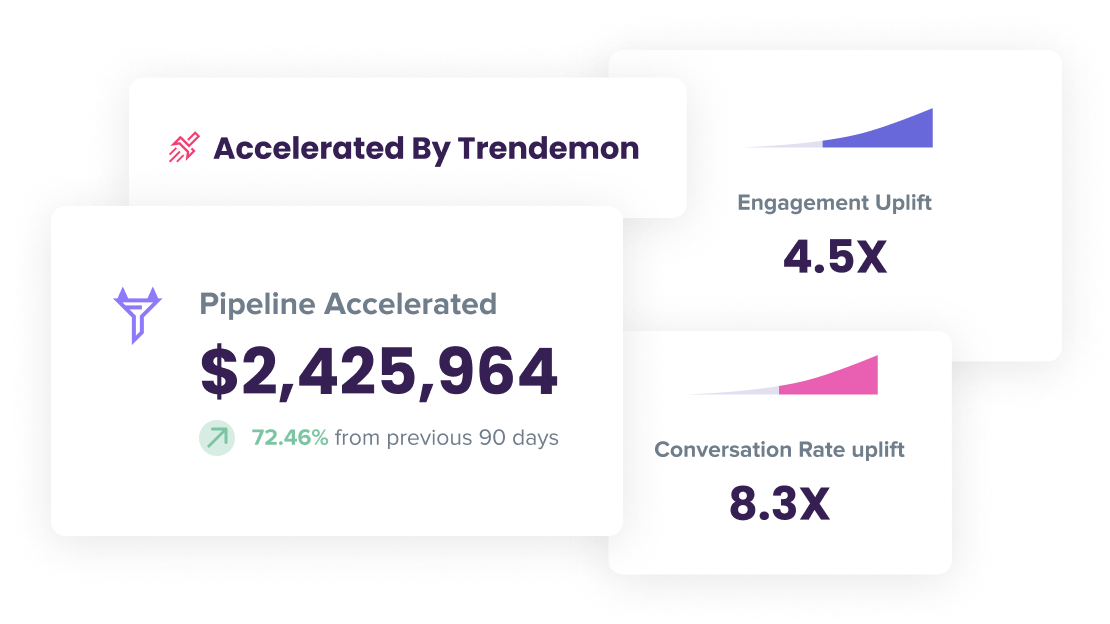 Accelerated By Trendemon
Pipeline Accelerated
$2,425,964
72.46% from previous 90 days
Engagement Uplift
4.5X
Conversation Rate uplift
8.3X